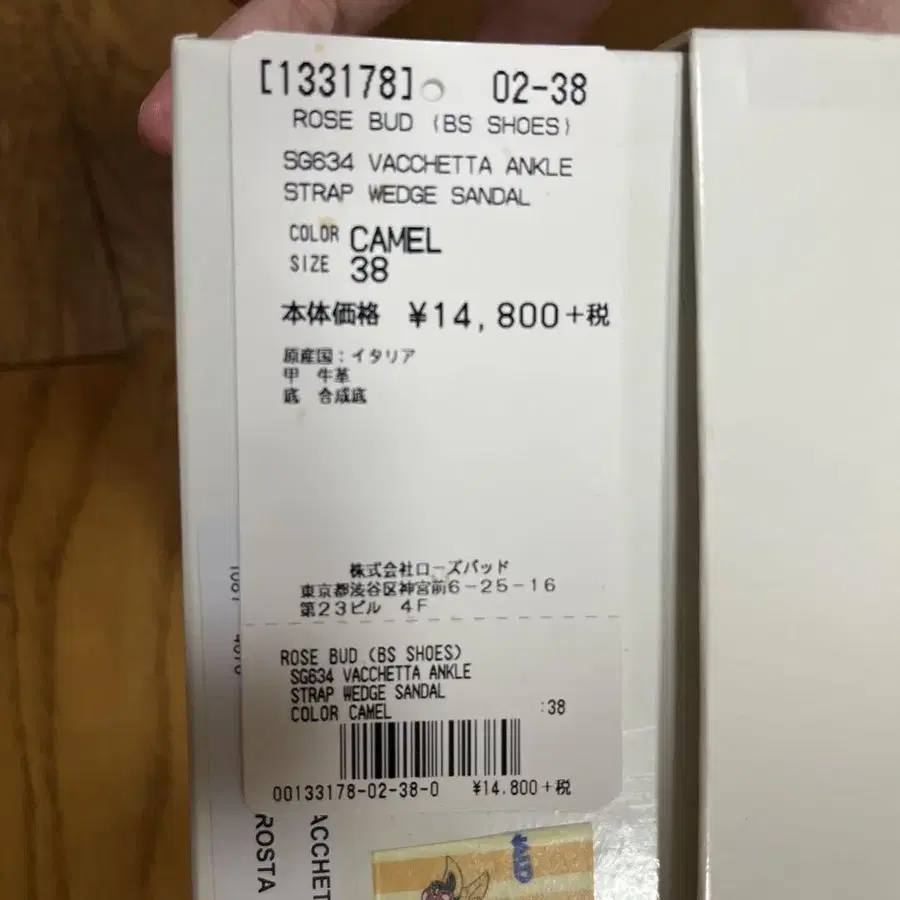 [133178] 02-38
ROSE BUD (BS SHOES)
SG634 VACCHETTA ANKLE
STRAP WEDGE SANDAL
COLOR CAMEL
SIZE 38
本体価格 ¥14,800+税
原産国:イタリア
甲 牛革
底 合成底
株式会社ローズバッド
東京都渋谷区神宮前6-25-16
第23ビル 4F
ROSE BUD (BS SHOES)
SG634 VACCHETTA ANKLE
STRAP WEDGE SANDAL
COLOR CAMEL :38
00133178-02-38-0 ¥14.800+税
ACCHET
ROSTA